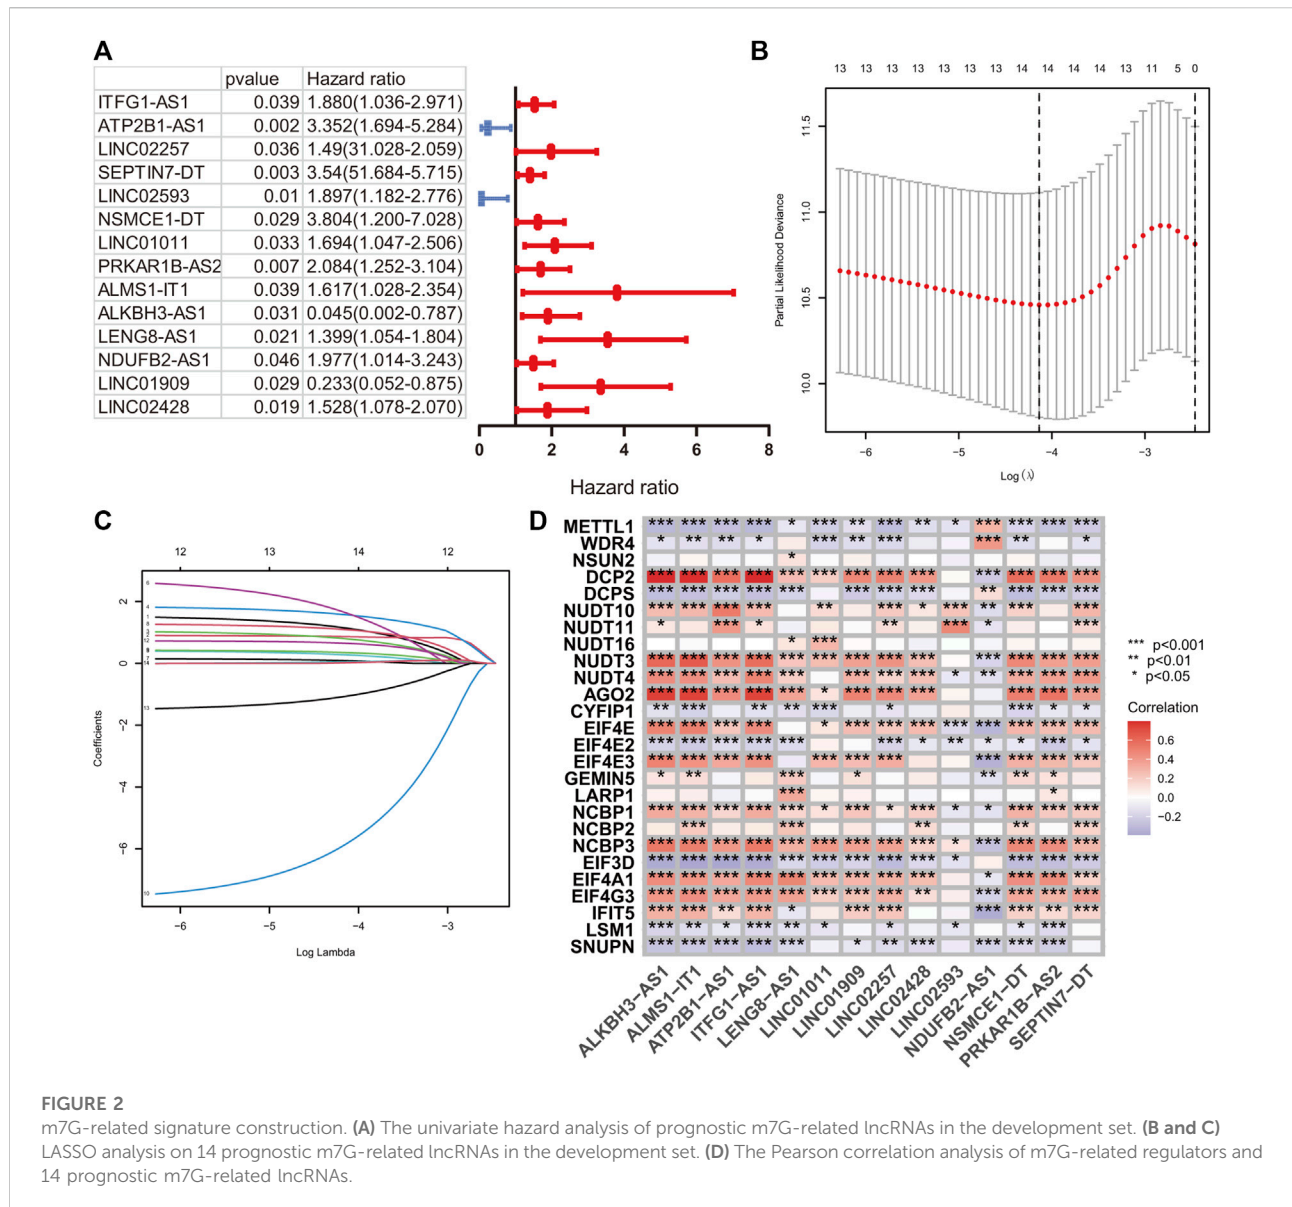 A
pvalue Hazard ratio
ITFG1-AS1 0.039 1.880(1.036-2.971)
ATP2B1-AS1 0.002 3.352(1.694-5.284)
LINC02257 0.036 1.49(31.028-2.059)
SEPTIN7-DT 0.003 3.54(51.684-5.715)
LINC02593 0.01 1.897(1.182-2.776)
NSMCE1-DT 0.029 3.804(1.200-7.028)
LINC01011 0.033 1.694(1.047-2.506)
PRKAR1B-AS2 0.007 2.084(1.252-3.104)
ALMS1-IT1 0.039 1.617(1.028-2.354)
ALKBH3-AS1 0.031 0.045(0.002-0.787)
LENG8-AS1 0.021 1.399(1.054-1.804)
NDUFB2-AS1 0.046 1.977(1.014-3.243)
LINC01909 0.029 0.233(0.052-0.875)
LINC02428 0.019 1.528(1.078-2.070)
0 2 4 6 8
Hazard ratio
B
13 13 13 13 13 13 13 14 14 14 14 13 11 5 0
11.5
11.0
10.5
10.0
Partial Likelihood Deviance
−6 −5 −4 −3
Log (λ)
C
12 13 14 12
2
0
−2
−4
−6
Coefficients
−6 −5 −4 −3
Log Lambda
D
METTL1
WDR4
NSUN2
DCP2
DCPS
NUDT10
NUDT11
NUDT16
NUDT3
NUDT4
AGO2
CYFIP1
EIF4E
EIF4E2
EIF4E3
GEMIN5
LARP1
NCBP1
NCBP2
NCBP3
EIF3D
EIF4A1
EIF4G3
IFIT5
LSM1
SNUPN
ALKBH3−AS1
ALMS1−IT1
ATP2B1−AS1
ITFG1−AS1
LENG8−AS1
LINC01011
LINC01909
LINC02257
LINC02428
LINC02593
NDUFB2−AS1
NSMCE1−DT
PRKAR1B−AS2
SEPTIN7−DT
*** p<0.001
** p<0.01
* p<0.05
Correlation
0.6
0.4
0.2
0.0
−0.2
FIGURE 2
m7G-related signature construction. (A) The univariate hazard analysis of prognostic m7G-related lncRNAs in the development set. (B and C)
LASSO analysis on 14 prognostic m7G-related lncRNAs in the development set. (D) The Pearson correlation analysis of m7G-related regulators and
14 prognostic m7G-related lncRNAs.